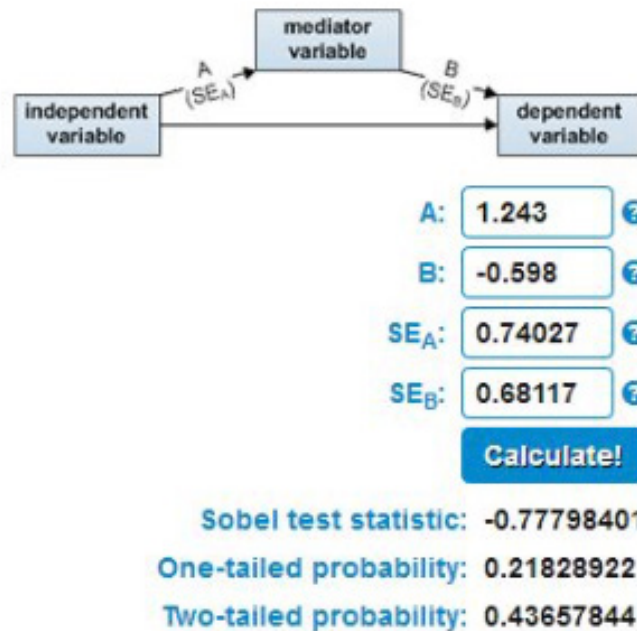 mediator
variable
A
(SEA)
B
(SEB)
independent
variable
dependent
variable
A: 1.243 ?
B: -0.598 ?
SEA: 0.74027 ?
SEB: 0.68117 ?
Calculate!
Sobel test statistic: -0.77798401
One-tailed probability: 0.21828922
Two-tailed probability: 0.43657844